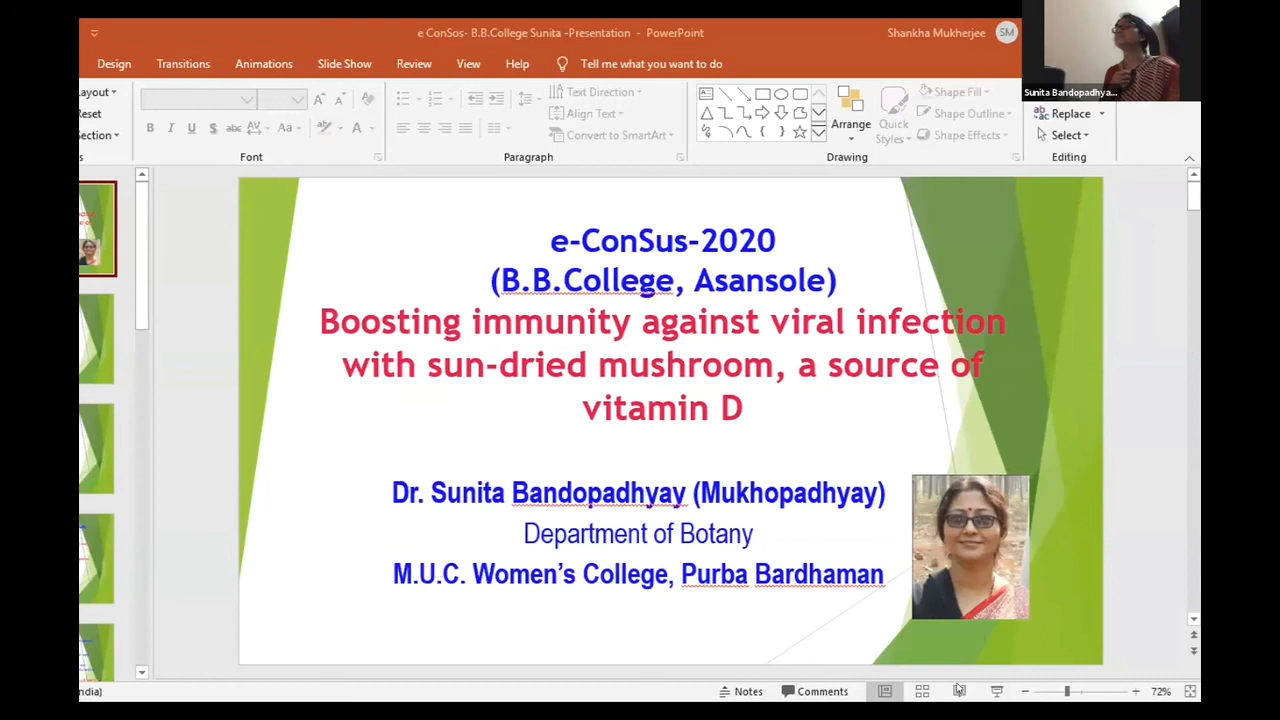 e ConSos- B.B.College Sunita -Presentation - PowerPoint
Shankha Mukherjee
SM
Sunita Bandopadhya...
Design
Transitions
Animations
Slide Show
Review
View
Help
Tell me what you want to do
ayout
Reset
Section
Text Direction
Align Text
Convert to SmartArt
Arrange
Quick
Styles
Shape Fill
Shape Outline
Shape Effects
Replace
Select
Font
Paragraph
Drawing
Editing
e-ConSus-2020
(B.B.College, Asansole)
Boosting immunity against viral infection
with sun-dried mushroom, a source of
vitamin D
Dr. Sunita Bandopadhyay (Mukhopadhyay)
Department of Botany
M.U.C. Women's College, Purba Bardhaman
ndia)
Notes
Comments
72%